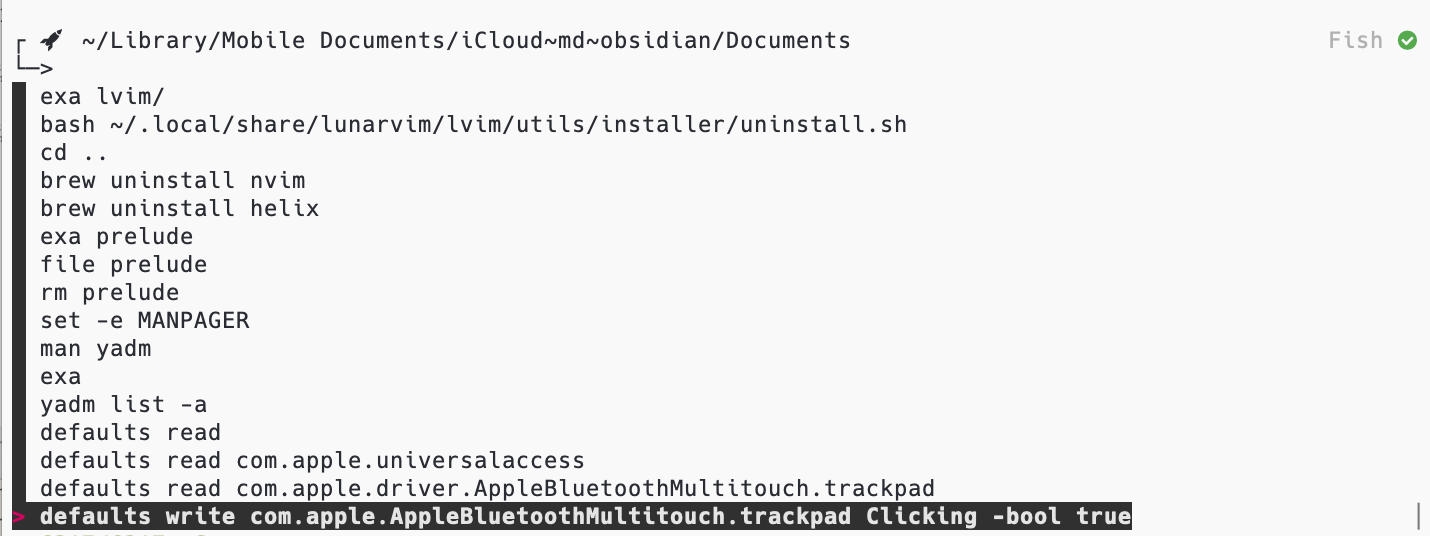 ~/Library/Mobile Documents/iCloud~md~obsidian/Documents Fish
exa lvim/
bash ~/.local/share/lunarvim/lvim/utils/installer/uninstall.sh
cd ..
brew uninstall nvim
brew uninstall helix
exa prelude
file prelude
rm prelude
set -e MANPAGER
man yadm
exa
yadm list -a
defaults read
defaults read com.apple.universalaccess
defaults read com.apple.driver.AppleBluetoothMultitouch.trackpad
> defaults write com.apple.AppleBluetoothMultitouch.trackpad Clicking -bool true